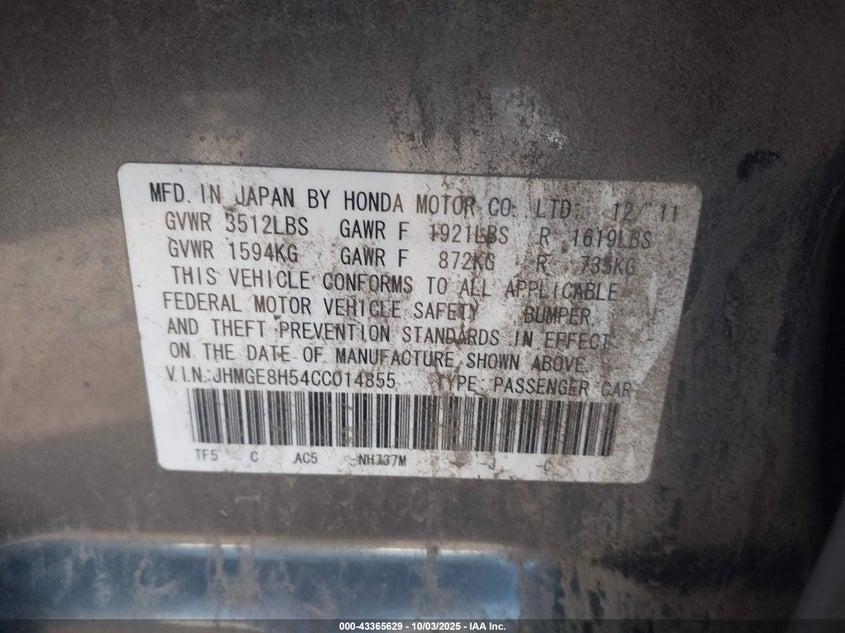 MFD. IN JAPAN BY HONDA MOTOR CO., LTD. 12/11
GVWR 3512LBS GAWR F 1921LBS R 1619LBS
GVWR 1594KG GAWR F 872KG R 735KG
THIS VEHICLE CONFORMS TO ALL APPLICABLE
FEDERAL MOTOR VEHICLE SAFETY, BUMPER,
AND THEFT PREVENTION STANDARDS IN EFFECT
ON THE DATE OF MANUFACTURE SHOWN ABOVE.
V.I.N.:JHMGE8H54CC014855 TYPE: PASSENGER CAR
TF5 C AC5 -NH737M -J -C
000-43365629 - 10/03/2025 - IAA Inc.